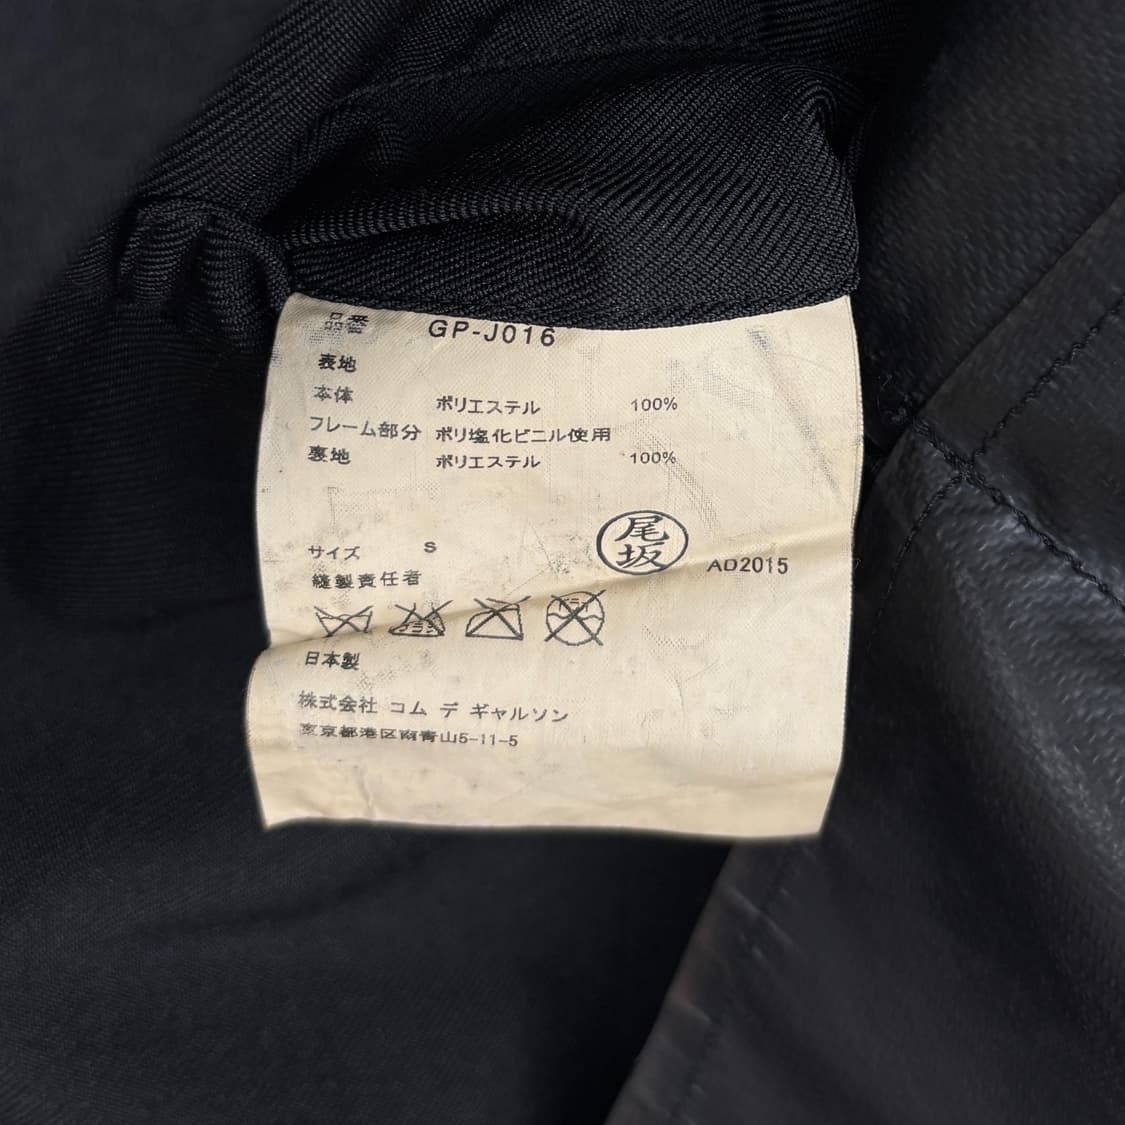 品番 GP-J016
表地
本体 ポリエステル 100%
フレーム部分 ポリ塩化ビニル使用
裏地 ポリエステル 100%
サイズ S
尾坂 AD2015
縫製責任者
日本製
株式会社 コム デ ギャルソン
東京都港区南青山5-11-5